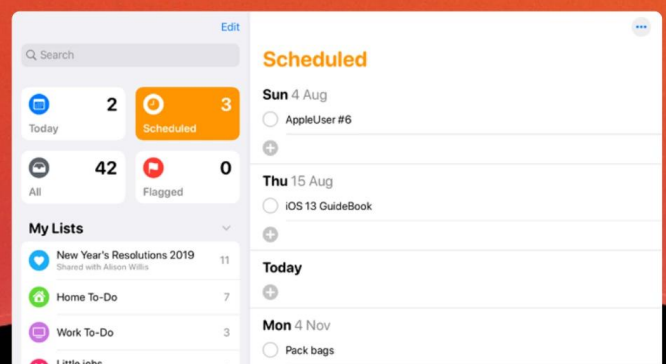 Edit
Search
2
Today
3
Scheduled
42
All
0
Flagged
My Lists
New Year's Resolutions 2019
Shared with Alison Willis
11
Home To-Do
7
Work To-Do
3
Little jobs
Scheduled
Sun 4 Aug
AppleUser #6
Thu 15 Aug
iOS 13 GuideBook
Today
Mon 4 Nov
Pack bags